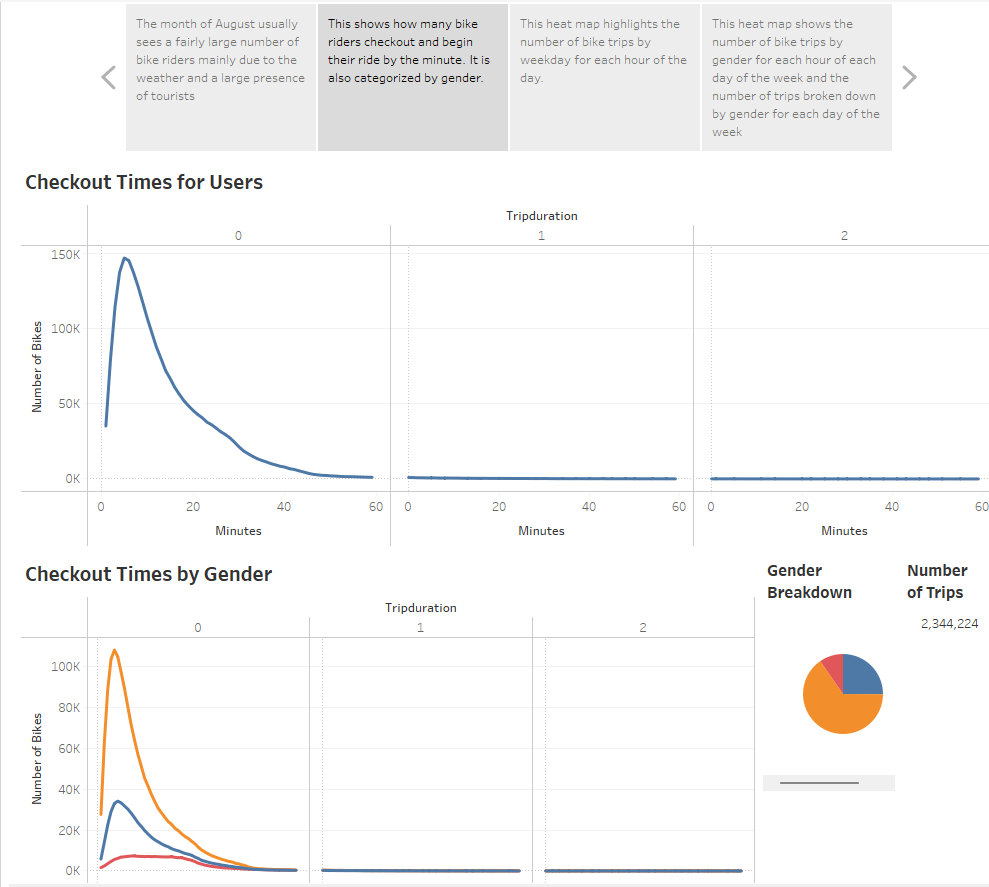 The month of August usually
sees a fairly large number of
bike riders mainly due to the
weather and a large presence
of tourists
This shows how many bike
riders checkout and begin
their ride by the minute. It is
also categorized by gender.
This heat map highlights the
number of bike trips by
weekday for each hour of the
day.
This heat map shows the
number of bike trips by
gender for each hour of each
day of the week and the
number of trips broken down
by gender for each day of the
week
Checkout Times for Users
Tripduration
0 1 2
Number of Bikes
150K
100K
50K
0K
0 20 40 60 0 20 40 60 0 20 40 60
Minutes Minutes Minutes
Checkout Times by Gender
Tripduration
0 1 2
Number of Bikes
100K
80K
60K
40K
20K
0K
Gender
Breakdown
Number
of Trips
2,344,224